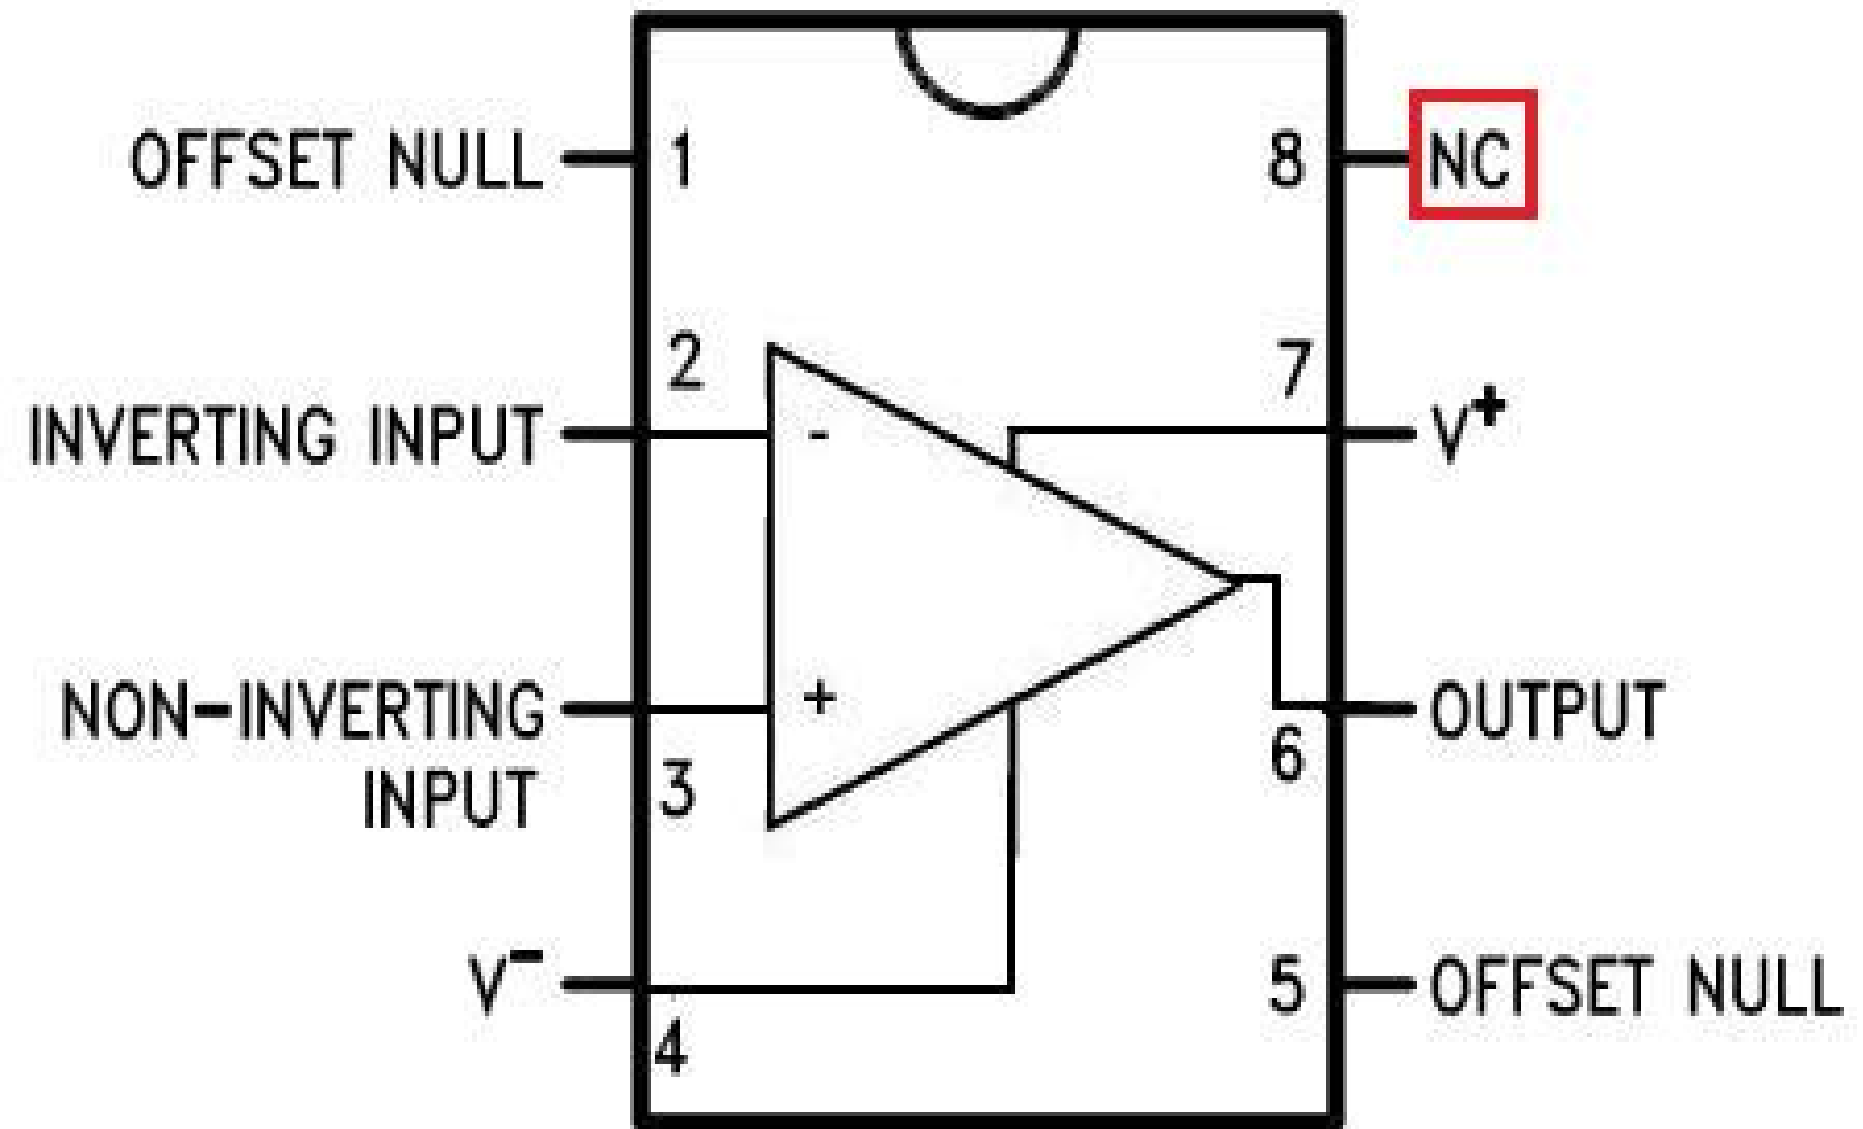 OFFSET NULL 1 8 NC
2 7
INVERTING INPUT - V+
NON-INVERTING + OUTPUT
INPUT 3 6
V- 5 OFFSET NULL
4